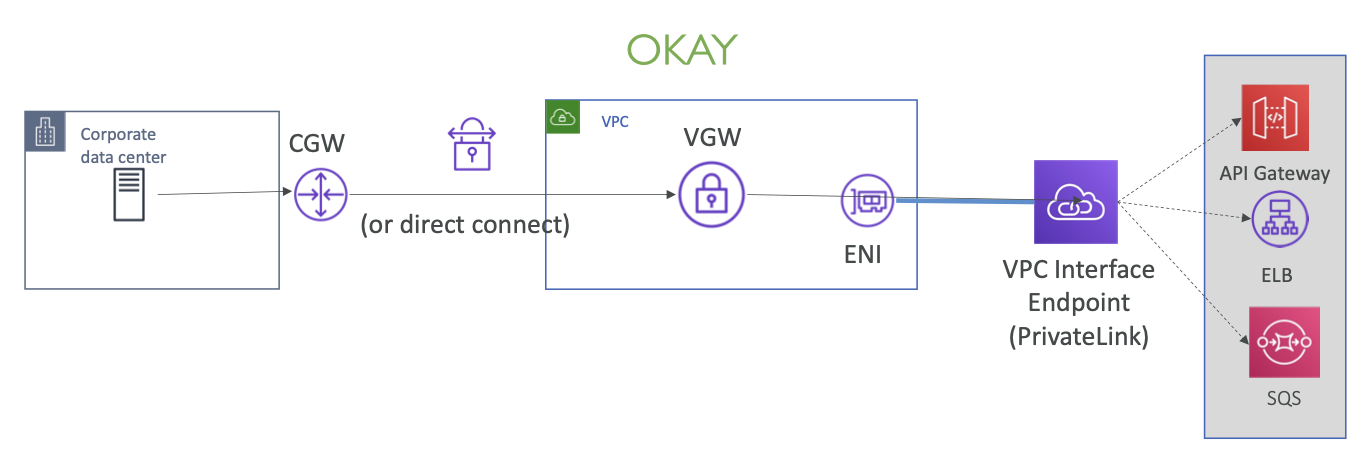 OKAY
Corporate
data center
CGW
(or direct connect)
VPC
VGW
ENI
VPC Interface
Endpoint
(PrivateLink)
API Gateway
ELB
SQS